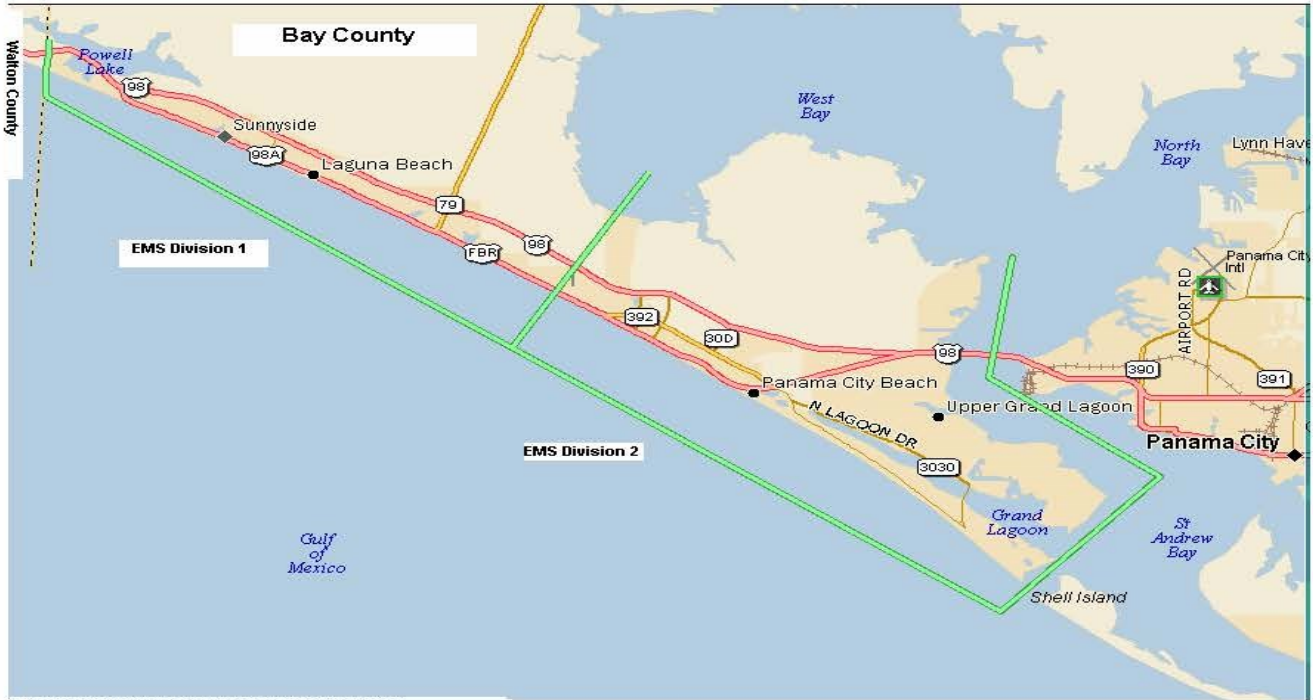 Bay County
Walton County
Powell
Lake
98
Sunnyside
98A
Laguna Beach
West
Bay
North
Bay
Lynn Have
79
98
FBR
EMS Division 1
Panama City
Intl
AIRPORT RD
392
30D
98
390
391
Panama City Beach
Upper Grand Lagoon
N LAGOON DR
Panama City
EMS Division 2
3030
Grand
Lagoon
St
Andrew
Bay
Gulf
of
Mexico
Shell Island